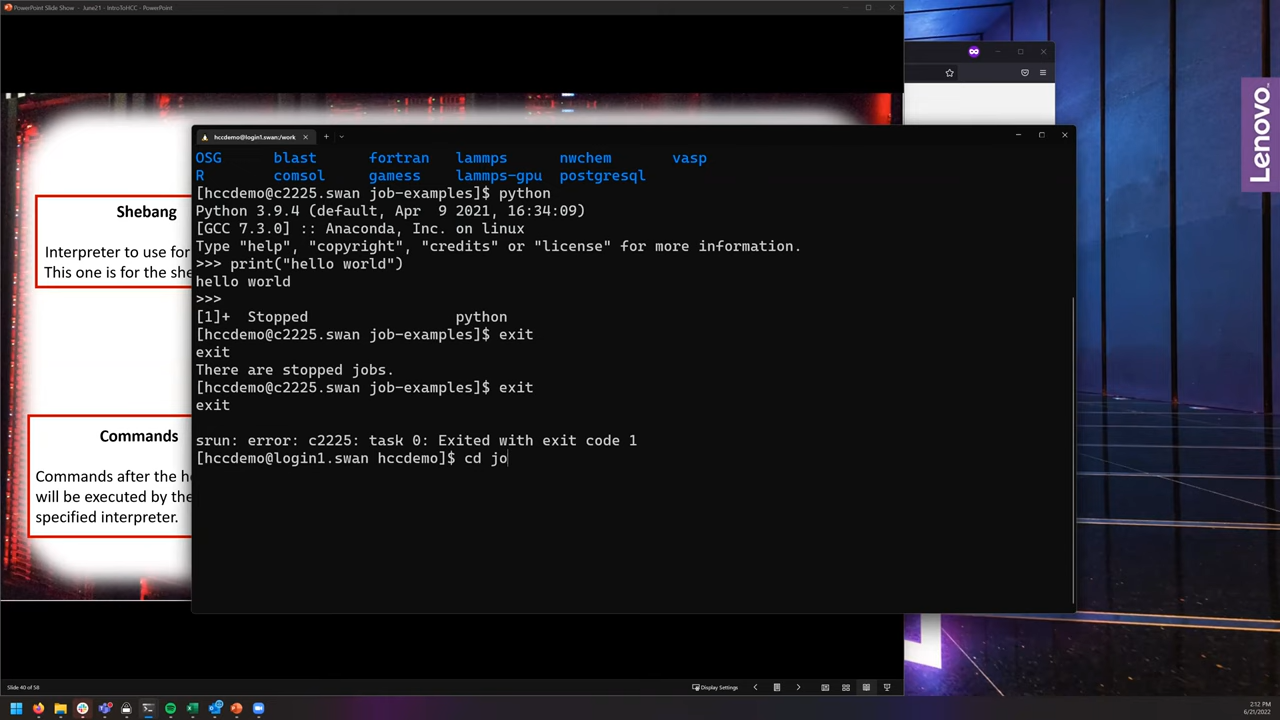 PowerPoint Slide Show - June21 - IntroToHCC - PowerPoint
Lenovo
Shebang
Interpreter to use for
This one is for the she
Commands
Commands after the he
will be executed by the
specified interpreter.
hccdemo@login1.swan:/work
OSG blast fortran lammps nwchem vasp
R comsol gamess lammps-gpu postgresql
[hccdemo@c2225.swan job-examples]$ python
Python 3.9.4 (default, Apr  9 2021, 16:34:09)
[GCC 7.3.0] :: Anaconda, Inc. on linux
Type "help", "copyright", "credits" or "license" for more information.
>>> print("hello world")
hello world
>>>
[1]+  Stopped                 python
[hccdemo@c2225.swan job-examples]$ exit
exit
There are stopped jobs.
[hccdemo@c2225.swan job-examples]$ exit
exit
srun: error: c2225: task 0: Exited with exit code 1
[hccdemo@login1.swan hccdemo]$ cd jo
Slide 40 of 58
Display Settings
2:12 PM
6/21/2022